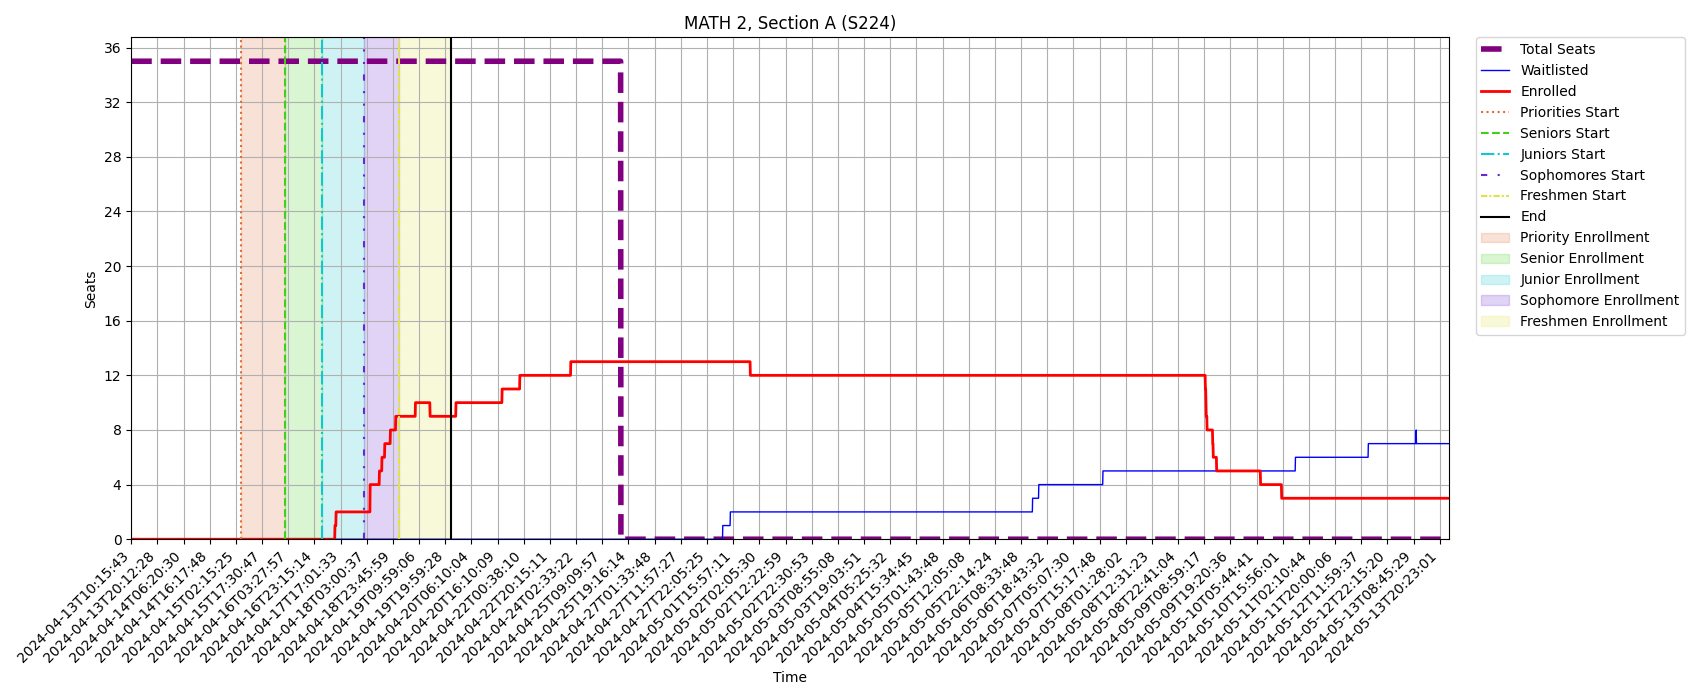 MATH 2, Section A (S224)
36
32
28
24
20
16
12
8
4
0
Seats
2024-04-13T10:15:43
2024-04-13T20:12:28
2024-04-14T06:20:30
2024-04-14T16:17:48
2024-04-15T02:15:25
2024-04-15T17:30:47
2024-04-16T03:27:57
2024-04-16T23:15:14
2024-04-17T17:01:33
2024-04-18T03:00:37
2024-04-18T23:45:59
2024-04-19T09:59:06
2024-04-19T19:59:28
2024-04-20T06:10:04
2024-04-20T16:10:09
2024-04-22T00:38:10
2024-04-22T20:15:11
2024-04-24T02:33:22
2024-04-25T09:09:57
2024-04-25T19:16:14
2024-04-27T01:33:48
2024-04-27T11:57:27
2024-04-27T22:05:25
2024-05-01T15:57:11
2024-05-02T02:05:30
2024-05-02T12:22:59
2024-05-02T22:30:53
2024-05-03T08:55:08
2024-05-03T19:03:51
2024-05-04T05:25:32
2024-05-04T15:34:45
2024-05-05T01:43:48
2024-05-05T12:05:08
2024-05-05T22:14:24
2024-05-06T08:33:48
2024-05-06T18:43:32
2024-05-07T05:07:30
2024-05-07T15:17:48
2024-05-08T01:28:02
2024-05-08T12:31:23
2024-05-08T22:41:04
2024-05-09T08:59:17
2024-05-09T19:20:36
2024-05-10T05:44:41
2024-05-10T15:56:01
2024-05-11T02:10:44
2024-05-11T20:00:06
2024-05-12T11:59:37
2024-05-12T22:15:20
2024-05-13T08:45:29
2024-05-13T20:23:01
Time
Total Seats
Waitlisted
Enrolled
Priorities Start
Seniors Start
Juniors Start
Sophomores Start
Freshmen Start
End
Priority Enrollment
Senior Enrollment
Junior Enrollment
Sophomore Enrollment
Freshmen Enrollment